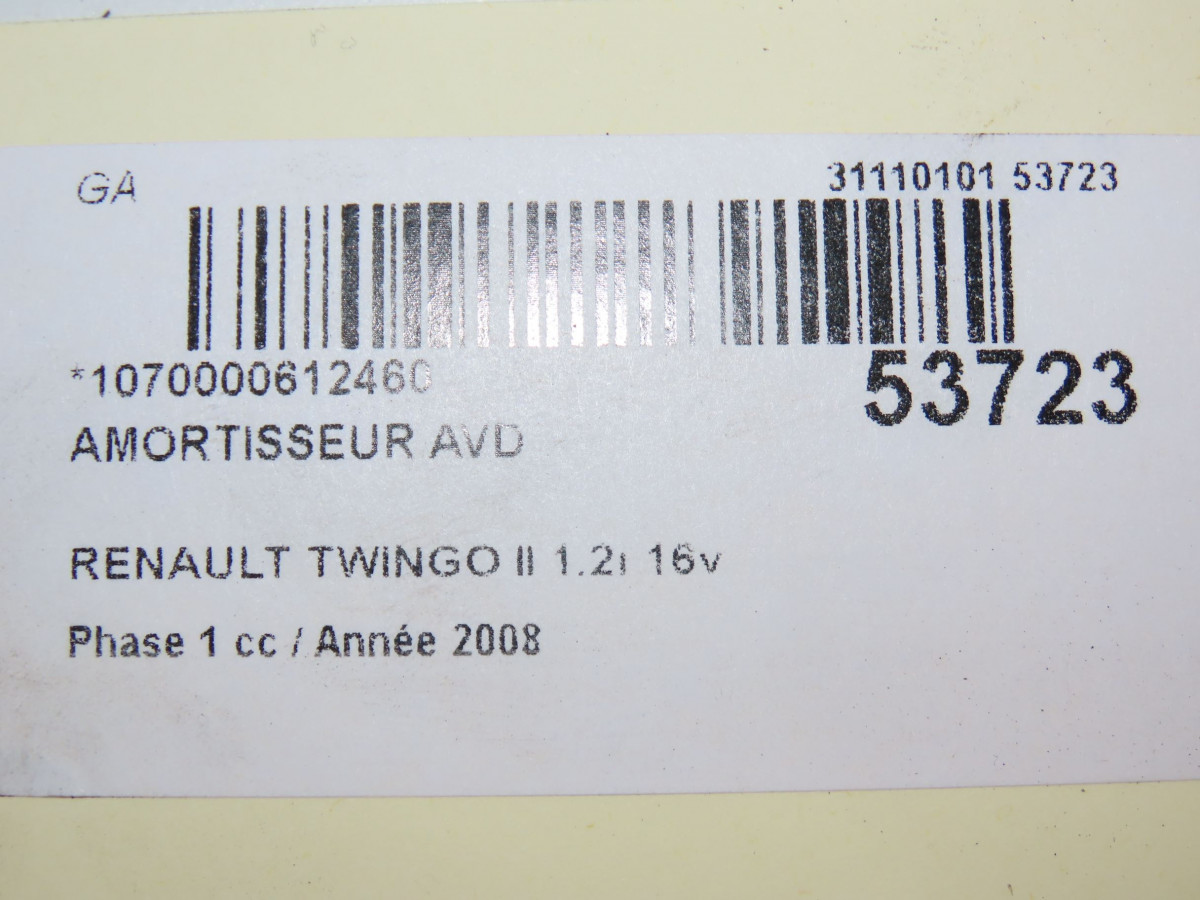 GA 31110101 53723
*1070000612460 53723
AMORTISSEUR AVD
RENAULT TWINGO II 1.2i 16v
Phase 1 cc / Année 2008